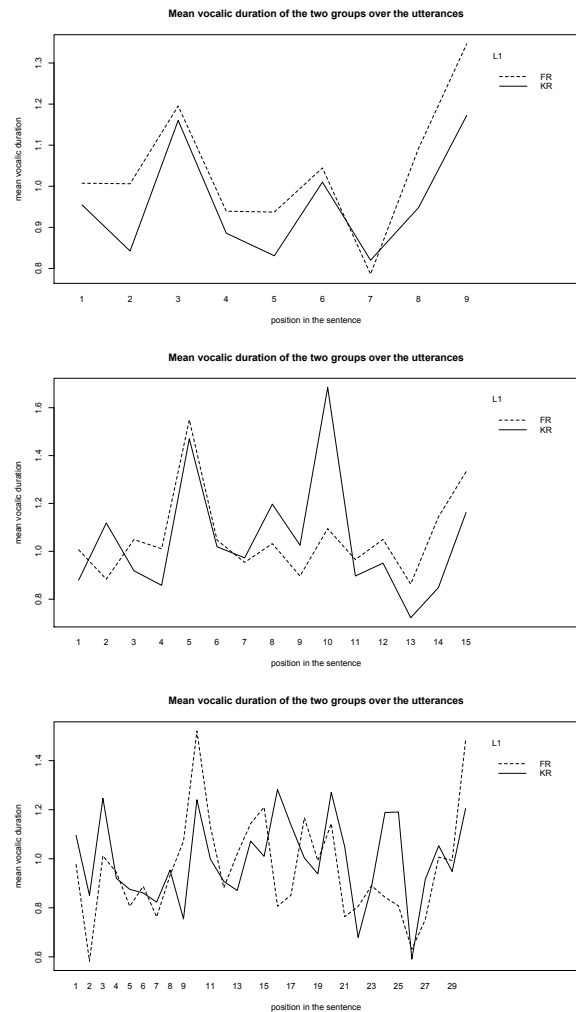 Mean vocalic duration of the two groups over the utterances
L1
FR
KR
mean vocalic duration
1.3
1.2
1.1
1.0
0.9
0.8
1 2 3 4 5 6 7 8 9
position in the sentence
Mean vocalic duration of the two groups over the utterances
L1
FR
KR
mean vocalic duration
1.6
1.4
1.2
1.0
0.8
1 2 3 4 5 6 7 8 9 10 11 12 13 14 15
position in the sentence
Mean vocalic duration of the two groups over the utterances
L1
FR
KR
mean vocalic duration
1.4
1.2
1.0
0.8
0.6
1 2 3 4 5 6 7 8 9 11 13 15 17 19 21 23 25 27 29
position in the sentence